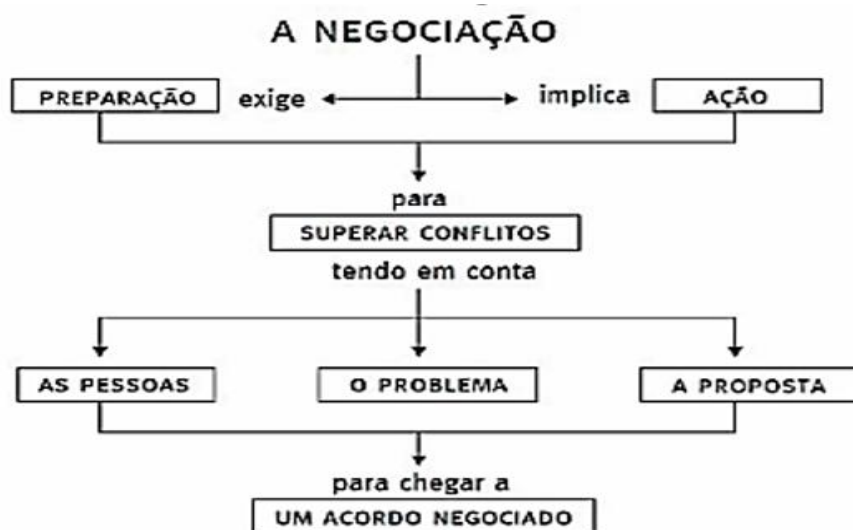 A NEGOCIAÇÃO
PREPARAÇÃO exige implica AÇÃO
para
SUPERAR CONFLITOS
tendo em conta
AS PESSOAS O PROBLEMA A PROPOSTA
para chegar a
UM ACORDO NEGOCIADO